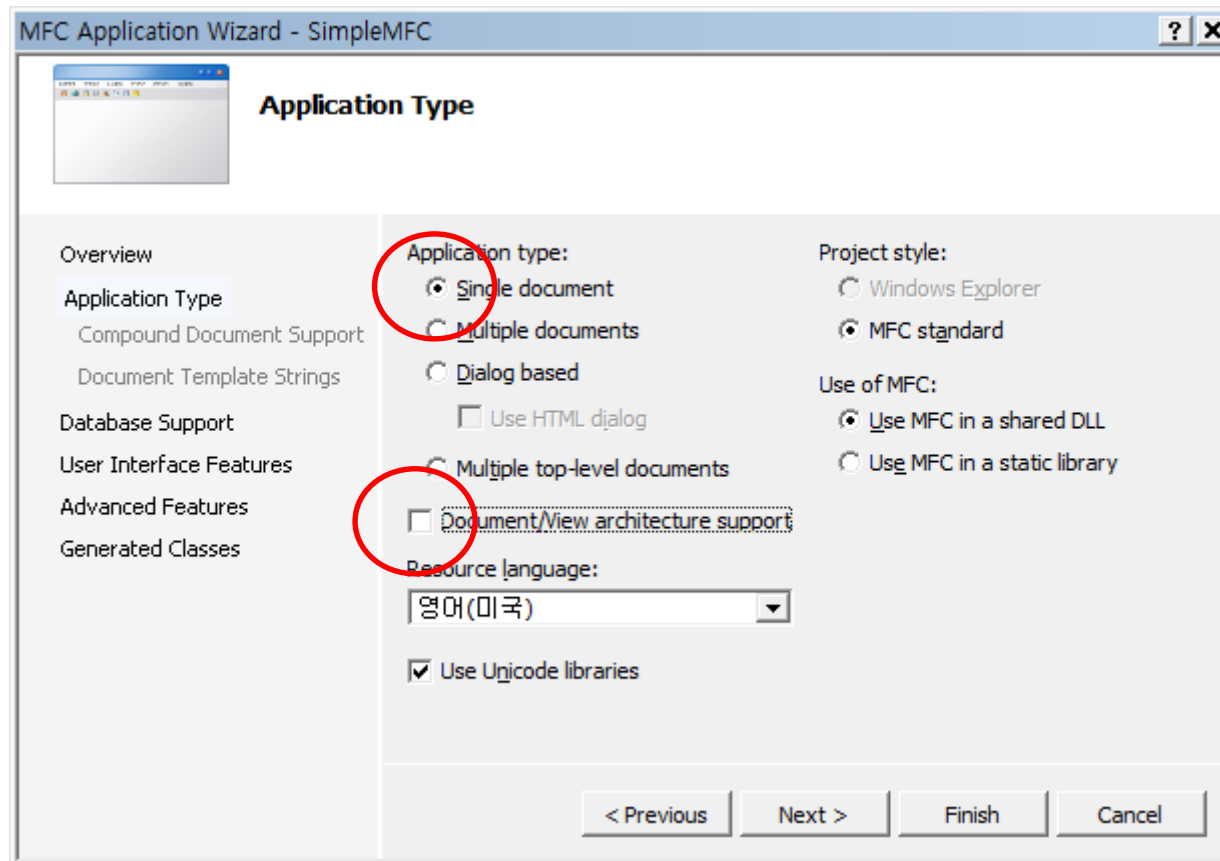 MFC Application Wizard - SimpleMFC
Application Type
Overview
Application Type
Compound Document Support
Document Template Strings
Database Support
User Interface Features
Advanced Features
Generated Classes
Application type:
Single document
Multiple documents
Dialog based
Use HTML dialog
Multiple top-level documents
Document/View architecture support
Resource language:
영어(미국)
Use Unicode libraries
Project style:
Windows Explorer
MFC standard
Use of MFC:
Use MFC in a shared DLL
Use MFC in a static library
< Previous
Next >
Finish
Cancel